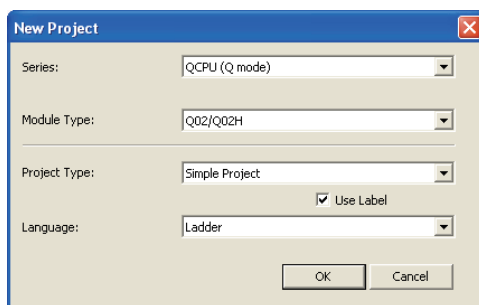 New Project
Series: QCPU (Q mode)
Module Type: Q02/Q02H
Project Type: Simple Project
Use Label
Language: Ladder
OK Cancel